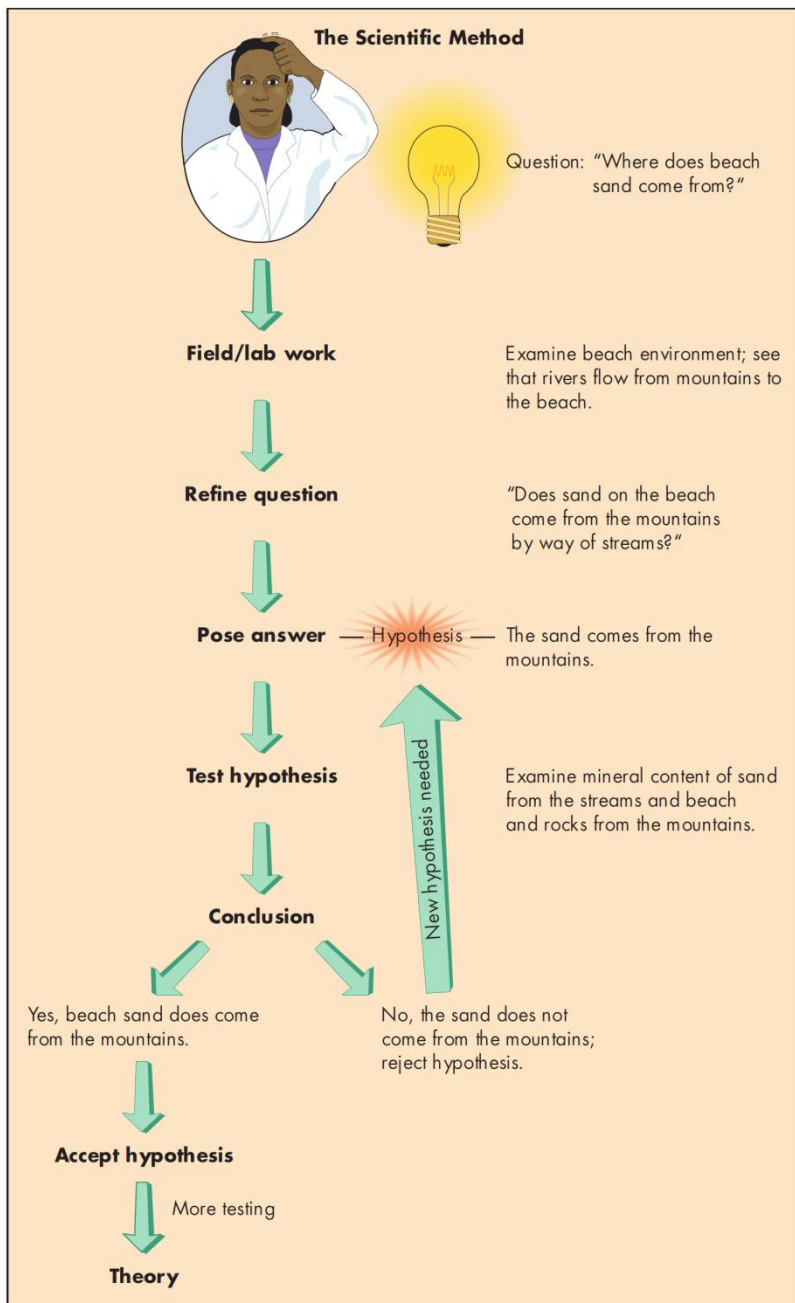 The Scientific Method
Question: “Where does beach
sand come from?“
Field/lab work
Examine beach environment; see
that rivers flow from mountains to
the beach.
Refine question
“Does sand on the beach
come from the mountains
by way of streams?“
Pose answer — Hypothesis — The sand comes from the
mountains.
Test hypothesis
Examine mineral content of sand
from the streams and beach
and rocks from the mountains.
New hypothesis needed
Conclusion
Yes, beach sand does come
from the mountains.
No, the sand does not
come from the mountains;
reject hypothesis.
Accept hypothesis
More testing
Theory